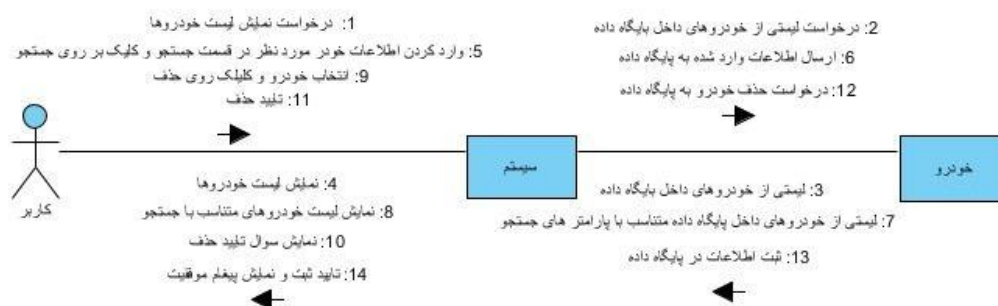 1: درخواست نمایش لیست خودروها
5: وارد کردن اطلاعات خودر مورد نظر در قسمت جستجو و کلیک بر روی جستجو
9: انتخاب خودرو و کلیلک روی حذف
11: تایید حذف
2: درخواست لیستی از خودروهای داخل بایگاه داده
6: ارسال اطلاعات وارد شده به پایگاه داده
12: درخواست حذف خودرو به پایگاه داده
کاربر
سیستم
خودرو
4: نمایش لیست خودروها
8: نمایش لیست خودروهای متناسب با جستجو
10: نمایش سوال تایید حذف
14: تایید ثبت و نمایش پیغام موفقیت
3: لیستی از خودروهای داخل بایگاه داده
7: لیستی از خودروهای داخل پایگاه داده متناسب با پارامتر های جستجو
13: ثبت اطلاعات در پایگاه داده